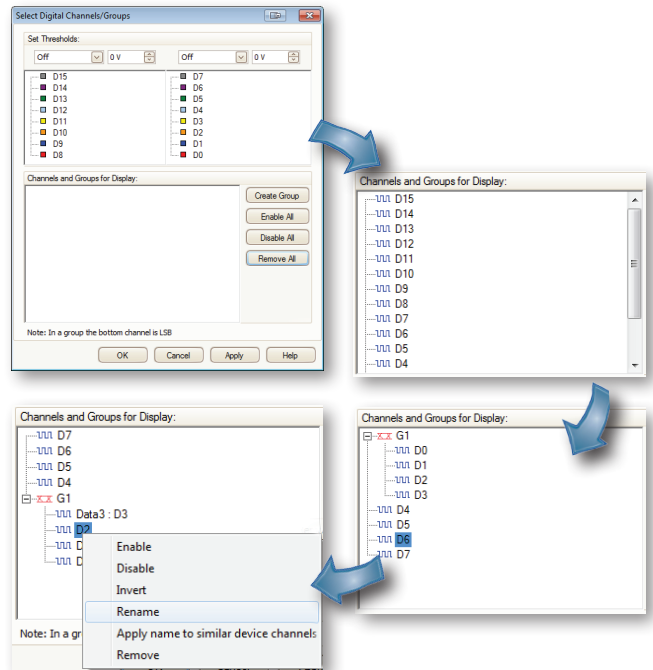 Select Digital Channels/Groups
Set Thresholds:
Off 0 V Off 0 V
D15 D7
D14 D6
D13 D5
D12 D4
D11 D3
D10 D2
D9 D1
D8 D0
Channels and Groups for Display:
Create Group
Enable All
Disable All
Remove All
Note: In a group the bottom channel is LSB
OK Cancel Apply Help
Channels and Groups for Display:
D15
D14
D13
D12
D11
D10
D9
D8
D7
D6
D5
D4
Channels and Groups for Display:
G1
D0
D1
D2
D3
D4
D5
D6
D7
Channels and Groups for Display:
D7
D6
D5
D4
G1
Data3 : D3
D2
D
D
Enable
Disable
Invert
Rename
Apply name to similar device channels
Remove
Note: In a gr